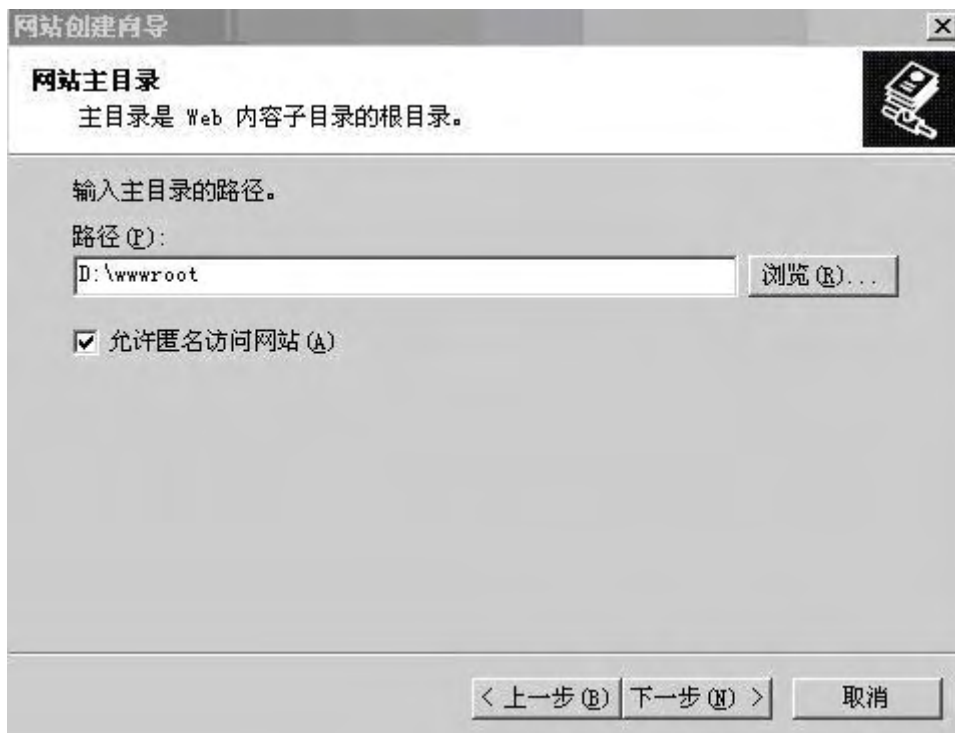 网站创建向导
网站主目录
主目录是 Web 内容子目录的根目录。
输入主目录的路径。
路径(P):
D:\wwwroot
浏览(R)...
允许匿名访问网站(A)
< 上一步(B)
下一步(N) >
取消